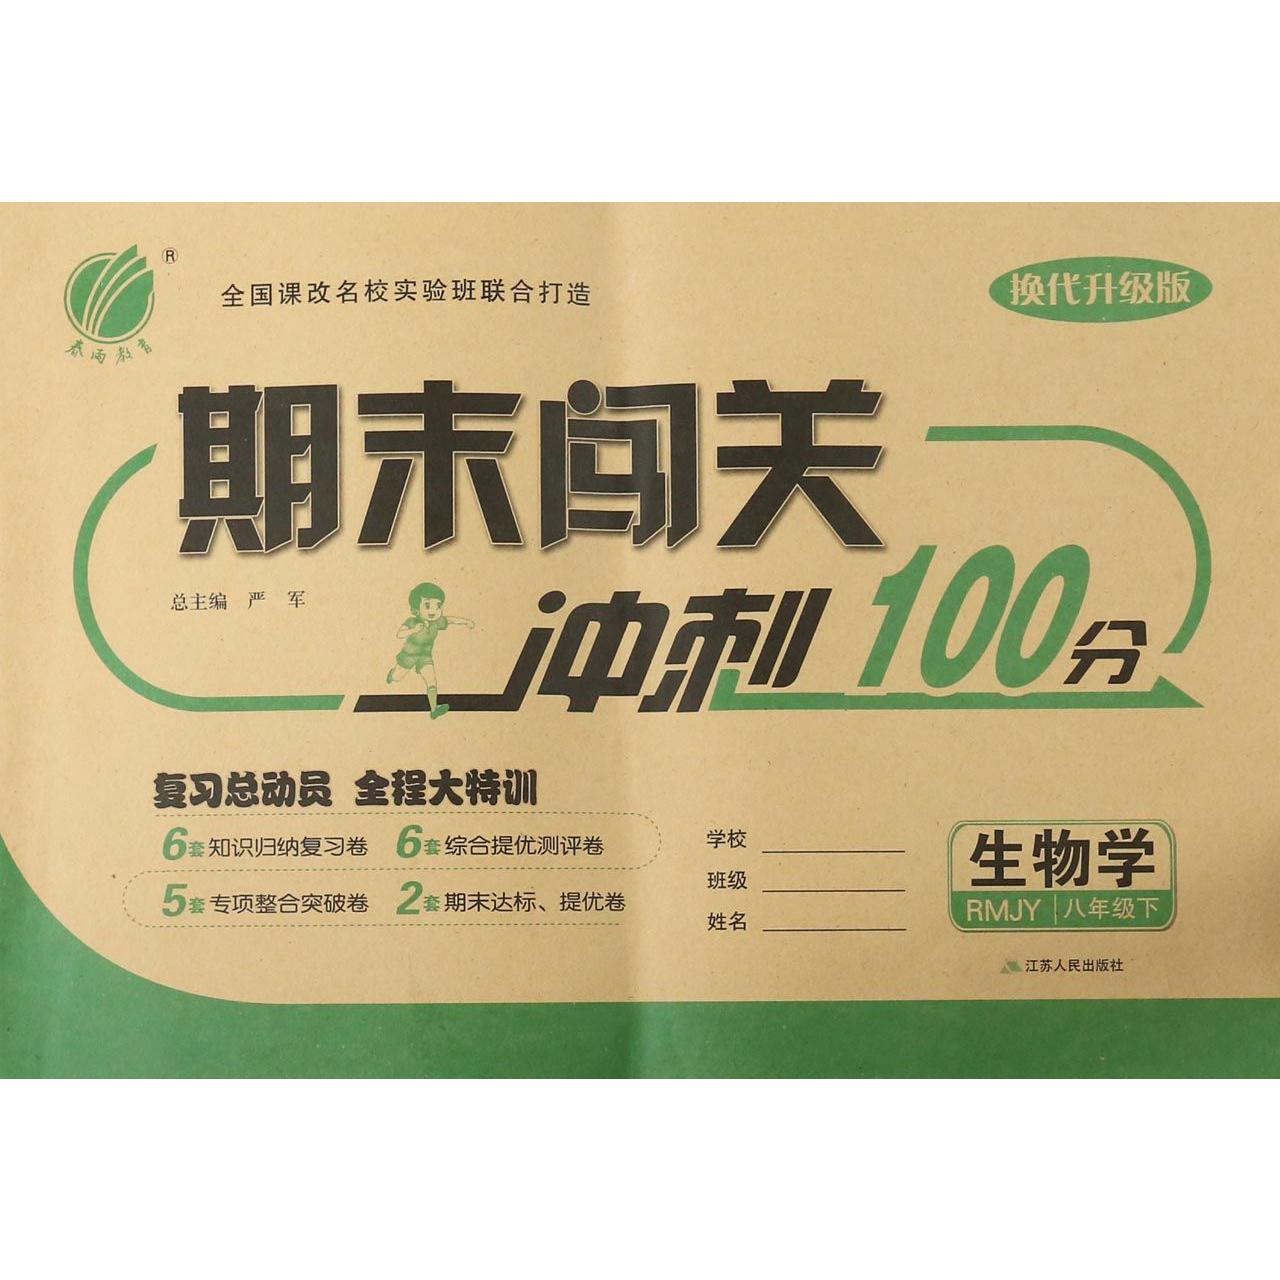 ®
春雨教育
全国课改名校实验班联合打造
换代升级版
期末闯关
总主编 严 军
冲刺100分
复习总动员 全程大特训
6套知识归纳复习卷 6套综合提优测评卷
5套专项整合突破卷 2套期末达标、提优卷
学校
班级
姓名
生物学
RMJY 八年级下
江苏人民出版社